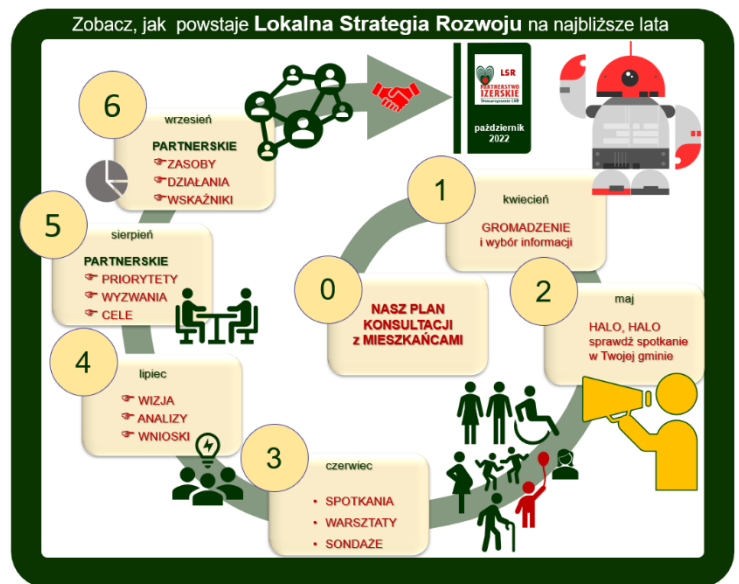 Zobacz, jak powstaje Lokalna Strategia Rozwoju na najbliższe lata
0
NASZ PLAN
KONSULTACJI
z MIESZKAŃCAMI
1
kwiecień
GROMADZENIE
i wybór informacji
2
maj
HALO, HALO
sprawdź spotkanie
w Twojej gminie
3
czerwiec
• SPOTKANIA
• WARSZTATY
• SONDAŻE
4
lipiec
☞ WIZJA
☞ ANALIZY
☞ WNIOSKI
5
sierpień
PARTNERSKIE
☞ PRIORYTETY
☞ WYZWANIA
☞ CELE
6
wrzesień
PARTNERSKIE
☞ ZASOBY
☞ DZIAŁANIA
☞ WSKAŹNIKI
LSR
PARTNERSTWO
IZERSKIE
Stowarzyszenie LGD
październik
2022